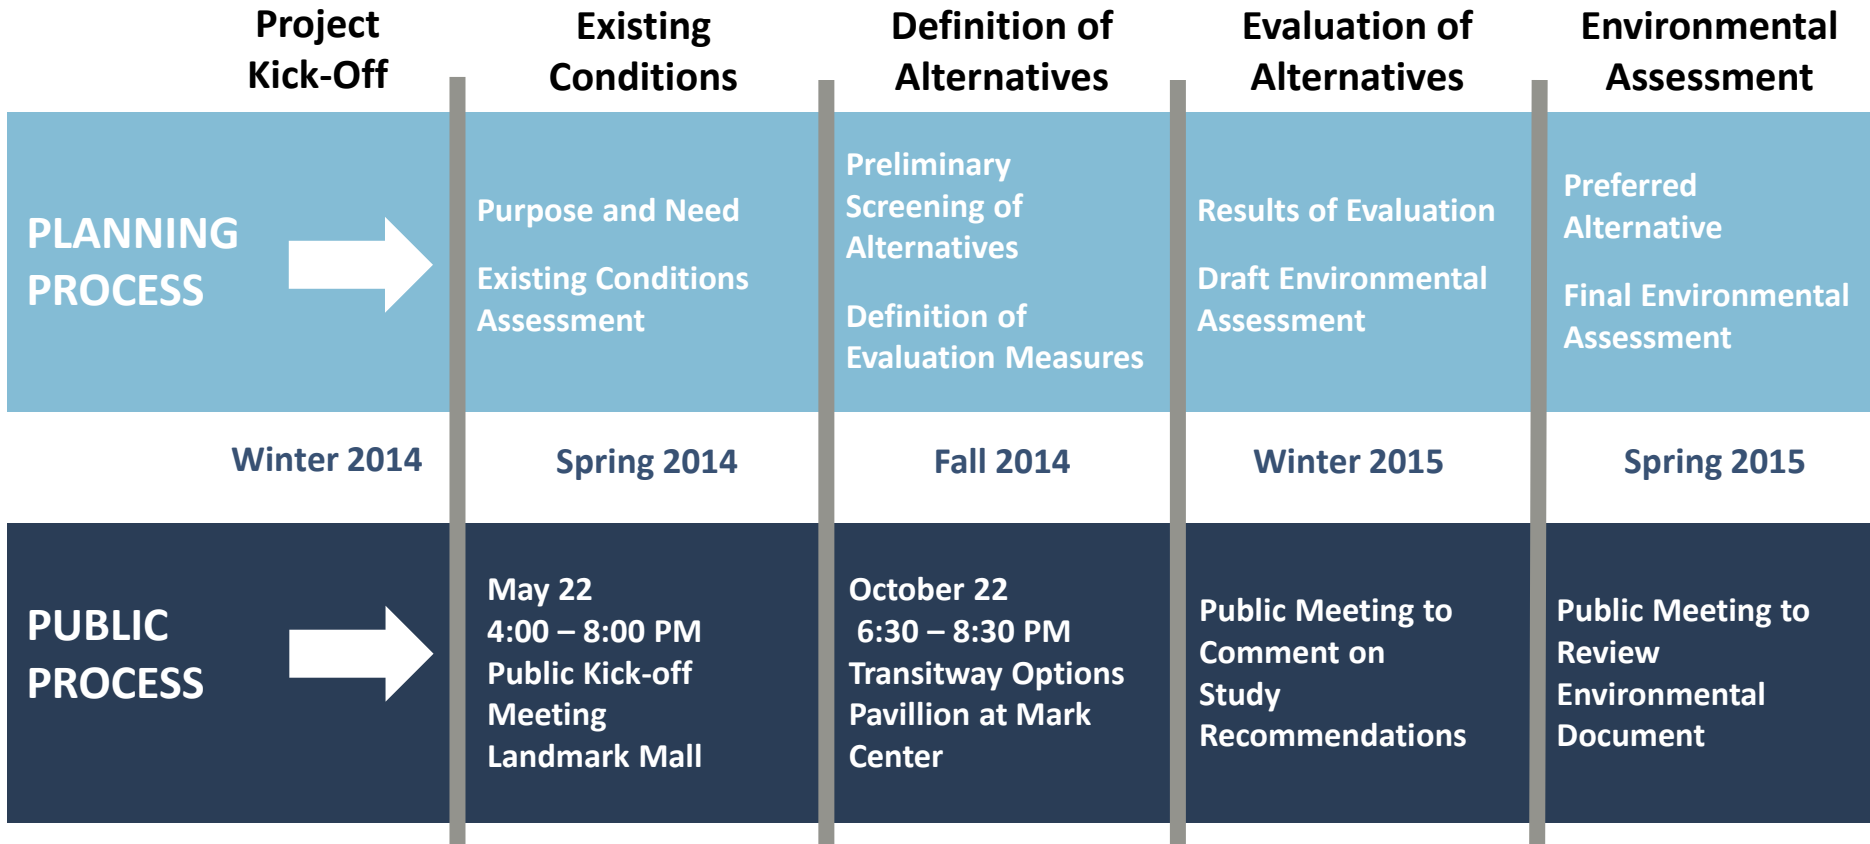 Project
Kick-Off
Existing
Conditions
Definition of
Alternatives
Evaluation of
Alternatives
Environmental
Assessment
PLANNING
PROCESS
Purpose and Need
Existing Conditions
Assessment
Preliminary
Screening of
Alternatives
Definition of
Evaluation Measures
Results of Evaluation
Draft Environmental
Assessment
Preferred
Alternative
Final Environmental
Assessment
Winter 2014
Spring 2014
Fall 2014
Winter 2015
Spring 2015
PUBLIC
PROCESS
May 22
4:00 – 8:00 PM
Public Kick-off
Meeting
Landmark Mall
October 22
6:30 – 8:30 PM
Transitway Options
Pavillion at Mark
Center
Public Meeting to
Comment on
Study
Recommendations
Public Meeting to
Review
Environmental
Document